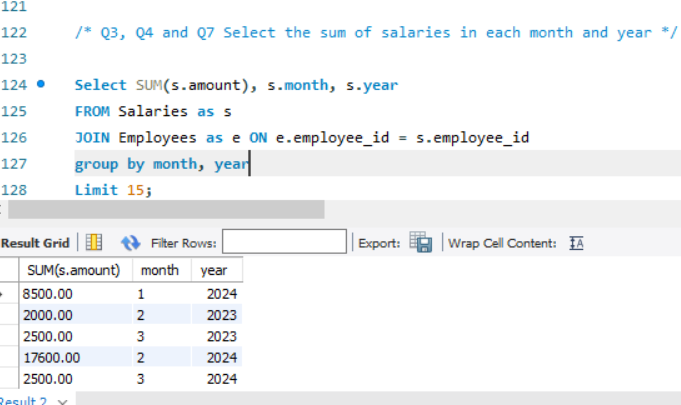 121
122 /* Q3, Q4 and Q7 Select the sum of salaries in each month and year */
123
124 Select SUM(s.amount), s.month, s.year
125 FROM Salaries as s
126 JOIN Employees as e ON e.employee_id = s.employee_id
127 group by month, year
128 Limit 15;
Result Grid Filter Rows: Export: Wrap Cell Content: IA
SUM(s.amount) month year
8500.00 1 2024
2000.00 2 2023
2500.00 3 2023
17600.00 2 2024
2500.00 3 2024
Result 2 ×